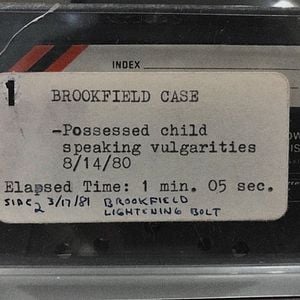 INDEX
1
BROOKFIELD CASE
-Possessed child
speaking vulgarities
8/14/80
Elapsed Time: 1 min. 05 sec.
SIDE 2 3/17/81 BROOKFIELD
LIGHTENING BOLT